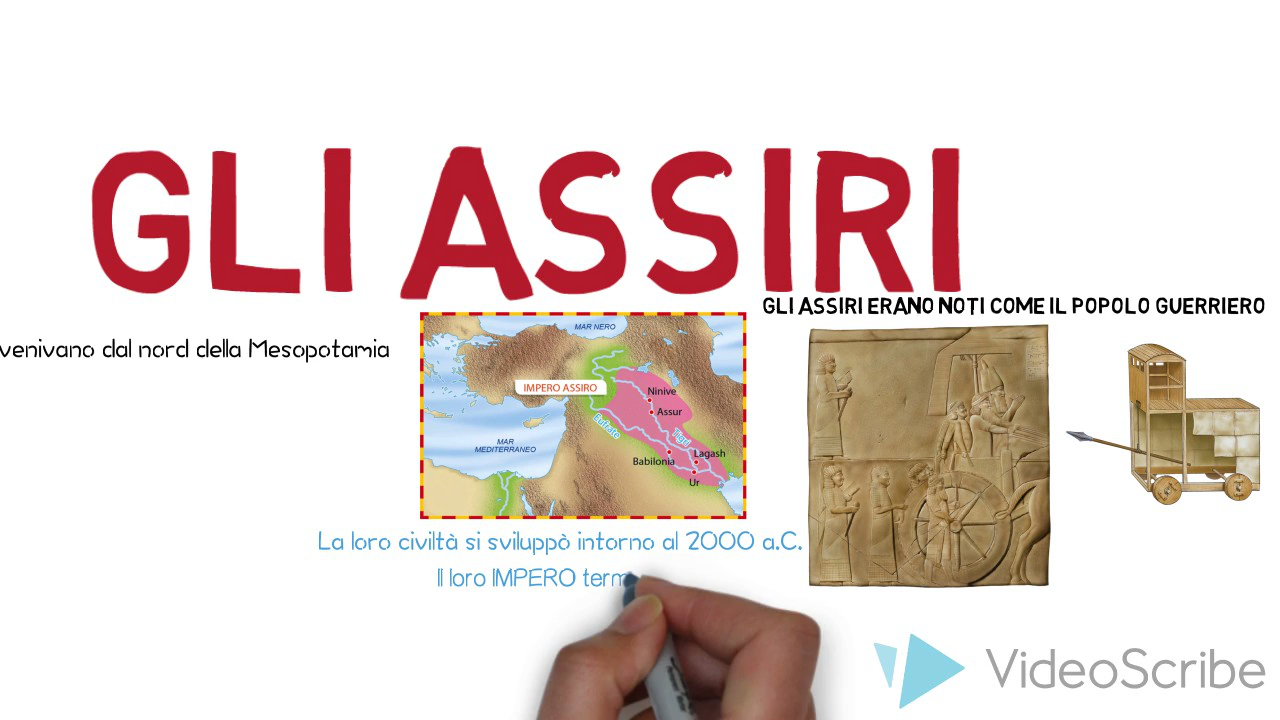 GLI ASSIRI
GLI ASSIRI ERANO NOTI COME IL POPOLO GUERRIERO
venivano dal nord della Mesopotamia
MAR NERO
IMPERO ASSIRO
Ninive
Assur
Eufrate
Tigri
MAR
MEDITERRANEO
Babilonia
Lagash
Ur
La loro civiltà si sviluppò intorno al 2000 a.C.
Il loro IMPERO term
VideoScribe